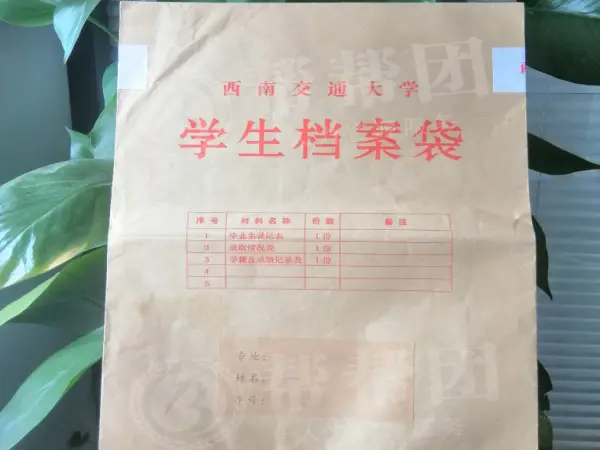 西南交通大学
学生档案袋
序号 材料名称 份数 备注
1 毕业生登记表 1份
2 录取情况表 1份
3 学籍及成绩记录表 1份
4
5
专业：
姓名：
学号：
帮帮团
帮帮团